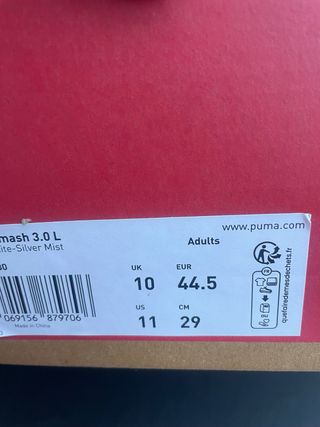 www.puma.com
mash 3.0 L
ite-Silver Mist
Adults
UK EUR
10 44.5
US CM
11 29
069156 879706
Made in China
FR
quefairedemesdechets.fr